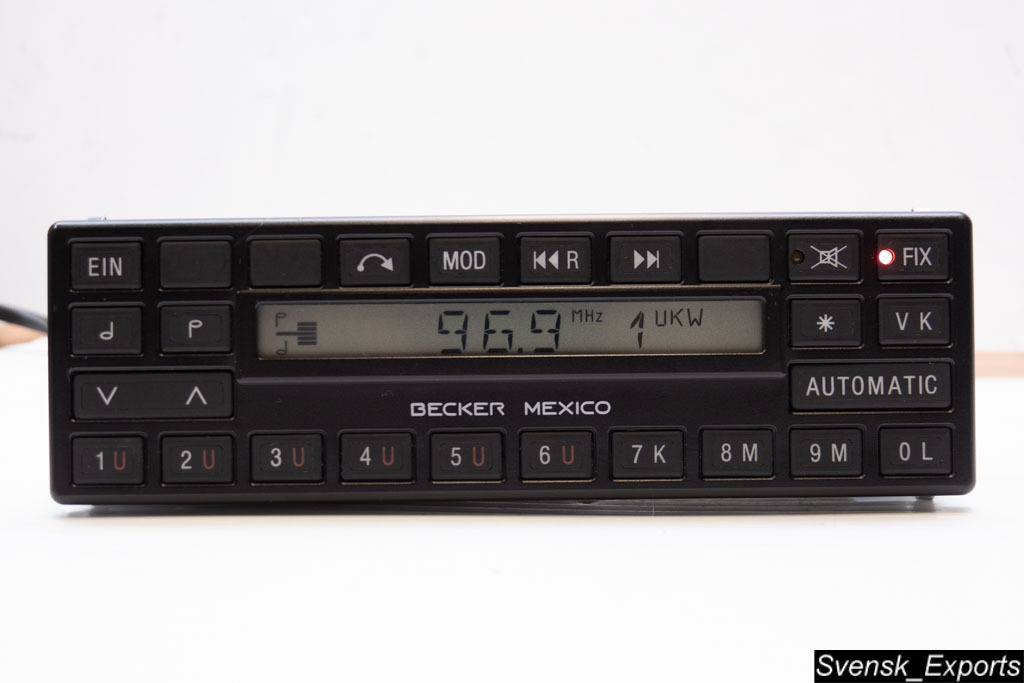 EIN MOD R FIX
96.9 MHz 1 UKW
* V K
AUTOMATIC
BECKER MEXICO
1 U 2 U 3 U 4 U 5 U 6 U 7 K 8 M 9 M 0 L
Svensk_Exports